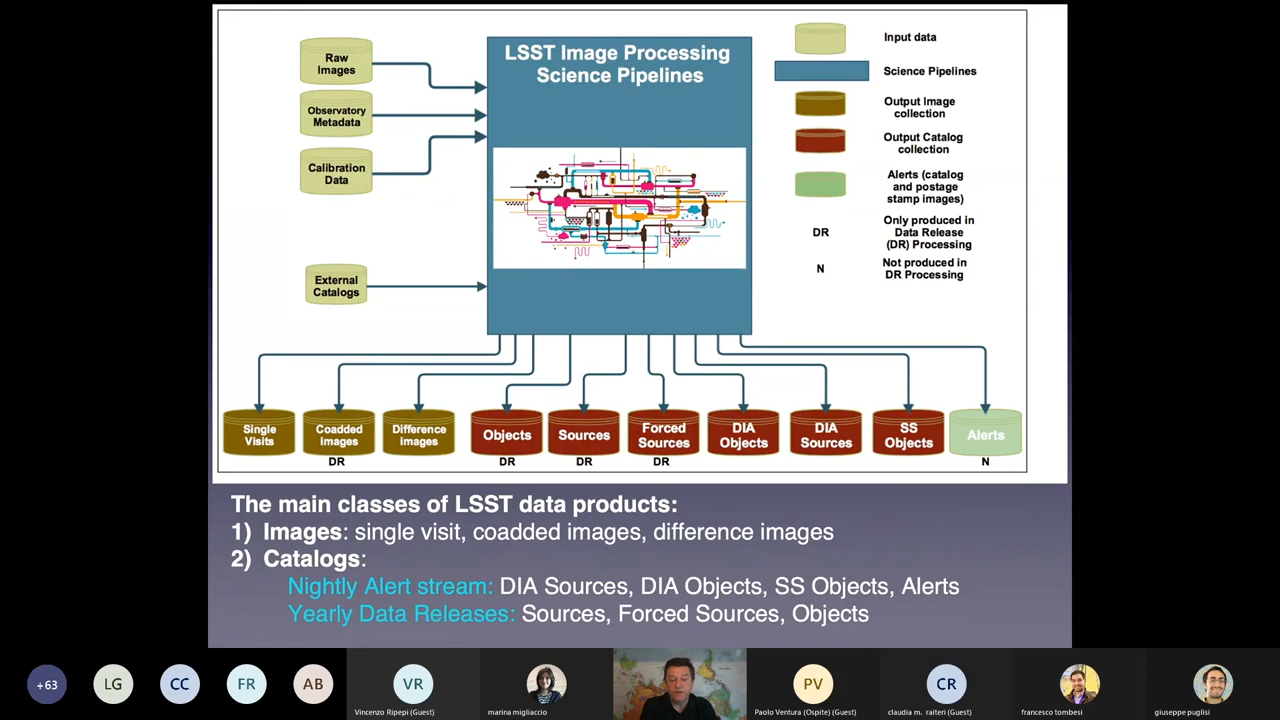 Raw
Images
Observatory
Metadata
Calibration
Data
External
Catalogs
LSST Image Processing
Science Pipelines
Input data
Science Pipelines
Output Image
collection
Output Catalog
collection
Alerts (catalog
and postage
stamp images)
DR
Only produced in
Data Release
(DR) Processing
N
Not produced in
DR Processing
Single
Visits
Coadded
images
DR
Difference
images
Objects
DR
Sources
DR
Forced
Sources
DR
DIA
Objects
DIA
Sources
SS
Objects
Alerts
N
The main classes of LSST data products:
1) Images: single visit, coadded images, difference images
2) Catalogs:
Nightly Alert stream: DIA Sources, DIA Objects, SS Objects, Alerts
Yearly Data Releases: Sources, Forced Sources, Objects
+63
LG
CC
FR
AB
VR
Vincenzo Ripepi (Guest)
marina migliaccio
PV
Paolo Ventura (Ospite) (Guest)
CR
claudia m. raiteri (Guest)
francesco tombesi
giuseppe puglisi